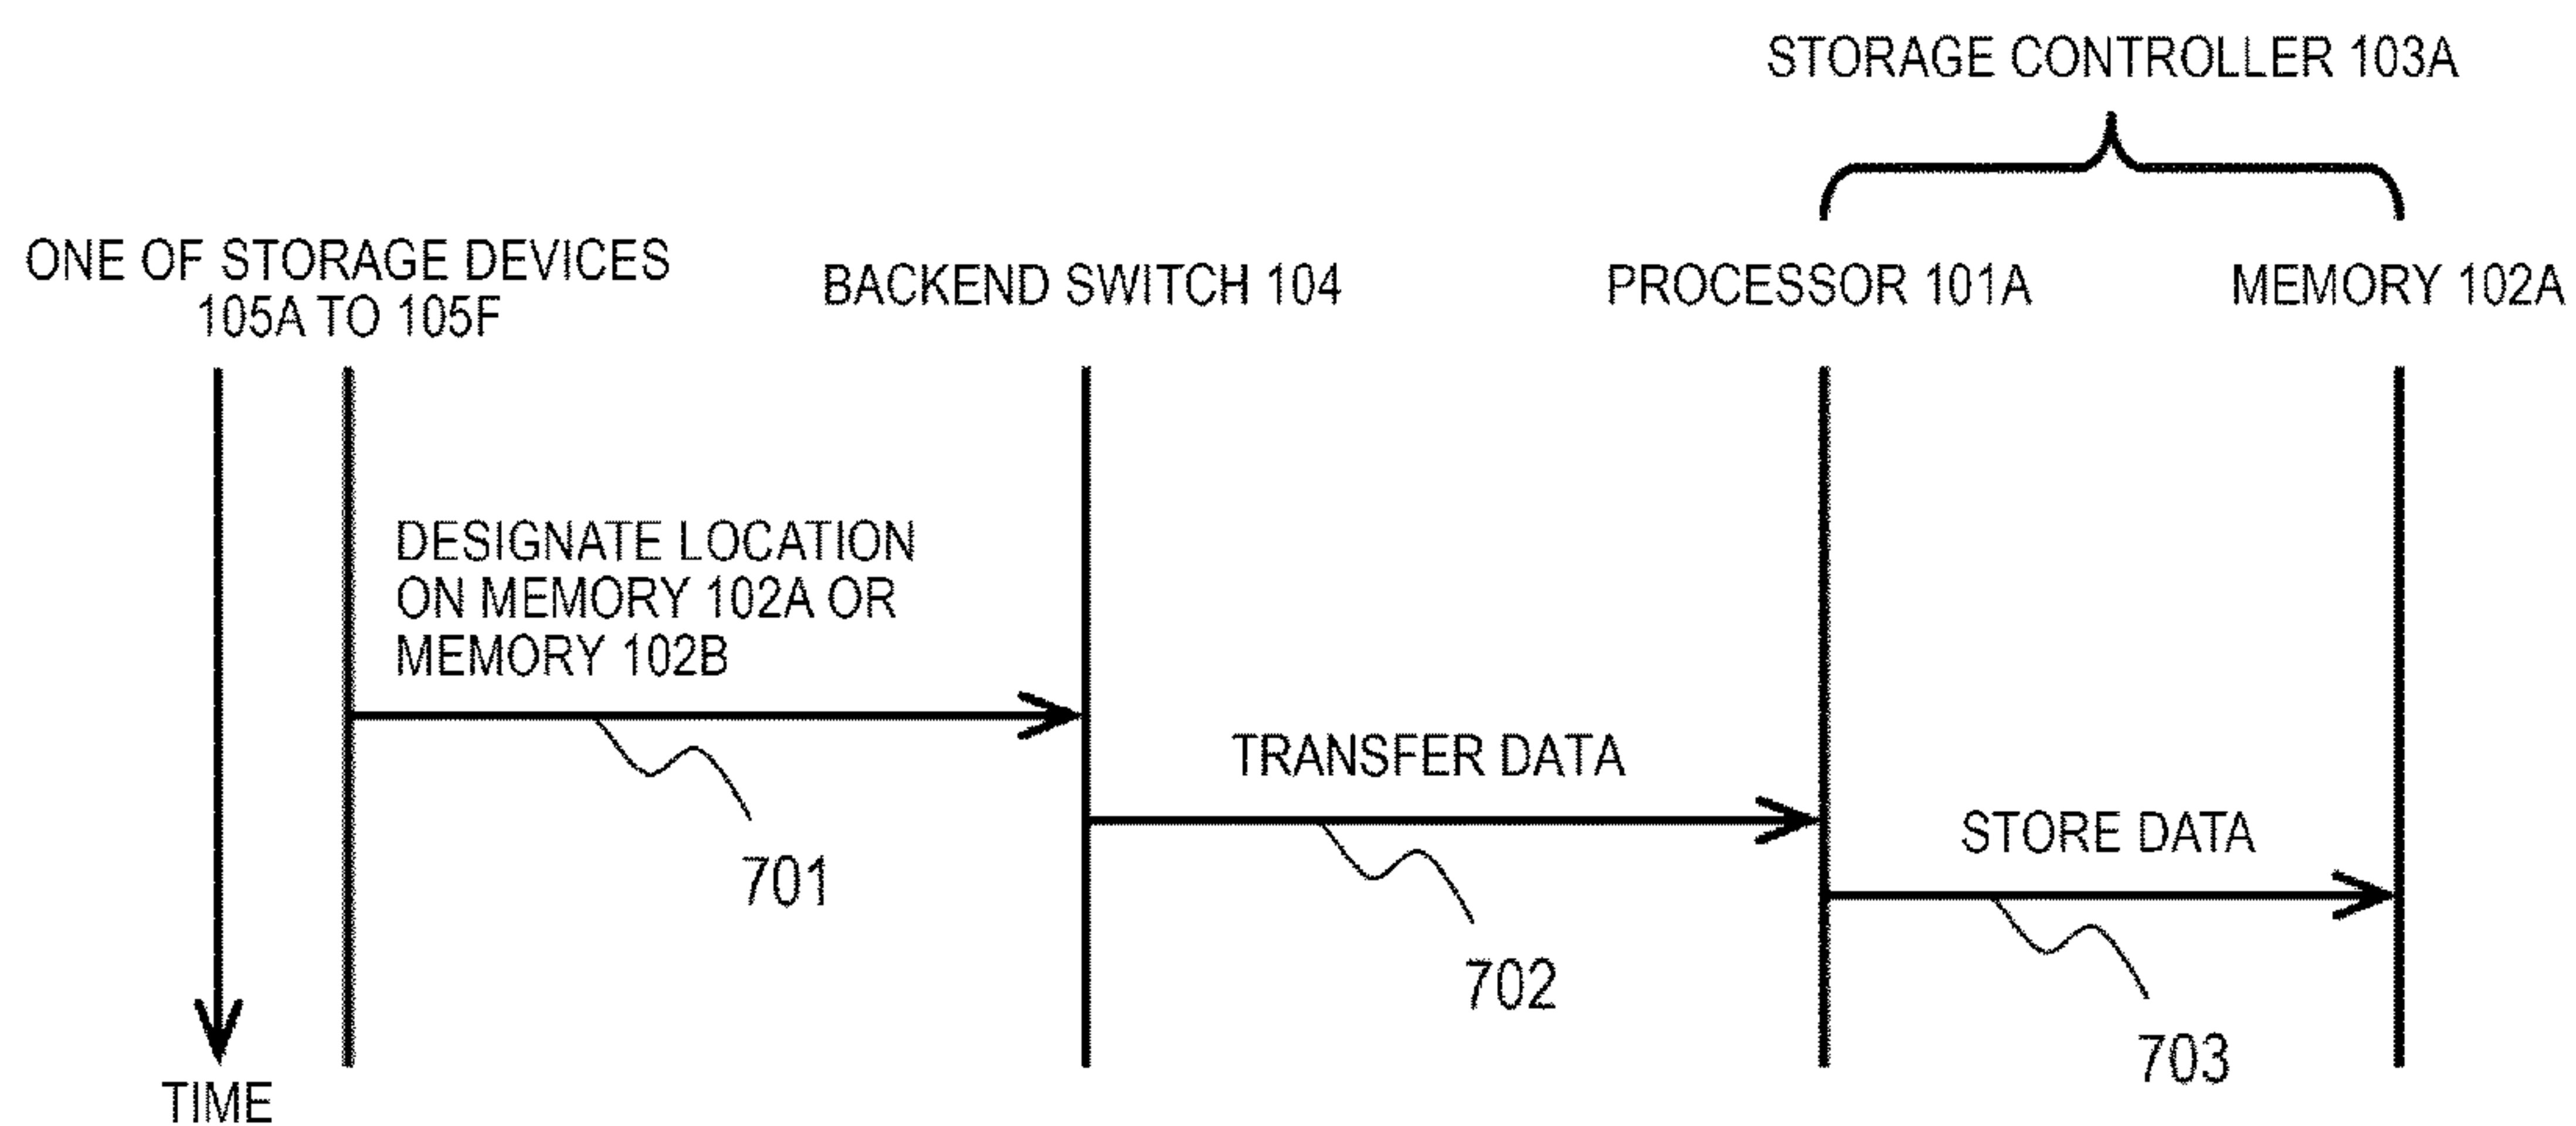 STORAGE CONTROLLER 103A
ONE OF STORAGE DEVICES
105A TO 105F
BACKEND SWITCH 104
PROCESSOR 101A
MEMORY 102A
DESIGNATE LOCATION
ON MEMORY 102A OR
MEMORY 102B
TRANSFER DATA
STORE DATA
701
702
703
TIME